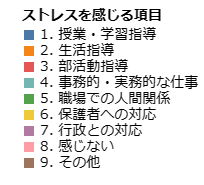 ストレスを感じる項目
1. 授業・学習指導
2. 生活指導
3. 部活動指導
4. 事務的・実務的な仕事
5. 職場での人間関係
6. 保護者への対応
7. 行政との対応
8. 感じない
9. その他